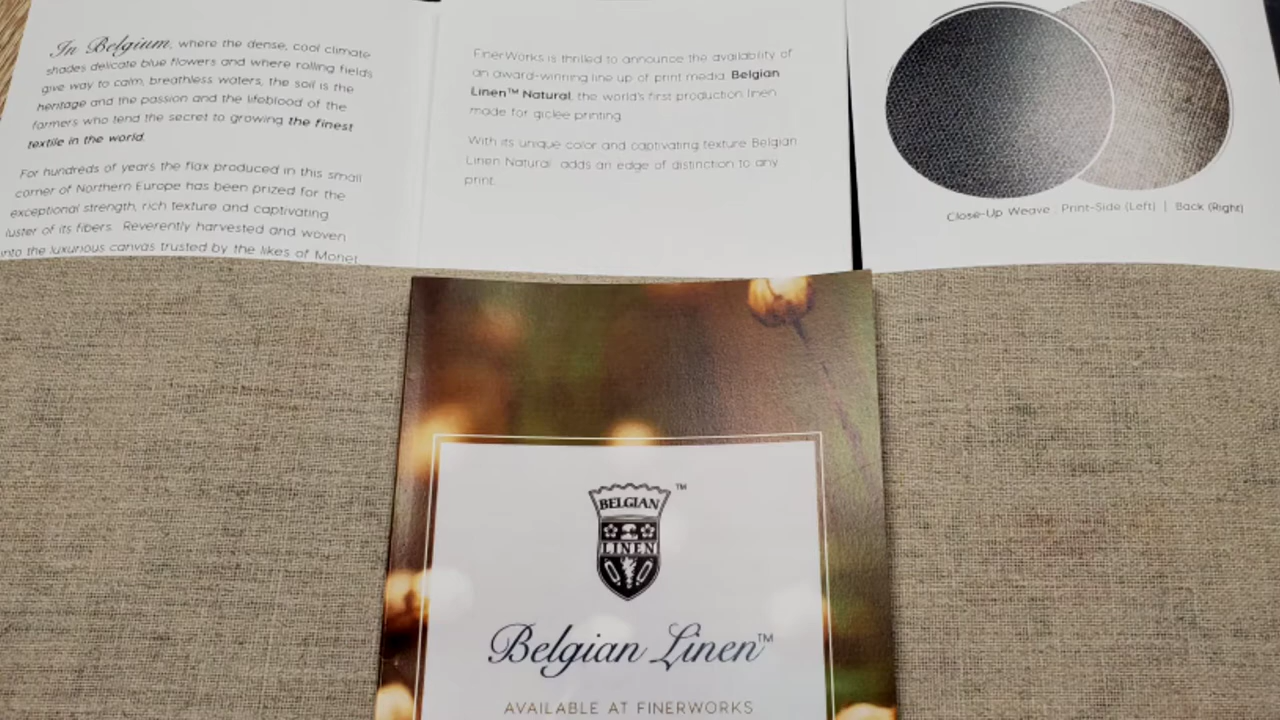 In Belgium, where the dense, cool climate
shades delicate blue flowers and where rolling fields
give way to calm, breathless waters, the soil is the
heritage and the passion and the lifeblood of the
farmers who tend the secret to growing the finest
textile in the world.
For hundreds of years the flax produced in this small
corner of Northern Europe has been prized for the
exceptional strength, rich texture and captivating
luster of its fibers. Reverently harvested and woven
into the luxurious canvas trusted by the likes of Monet,
FinerWorks is thrilled to announce the availability of
an award-winning line up of print media. Belgian
Linen™ Natural, the world's first production linen
made for giclee printing.
With its unique color and captivating texture Belgian
Linen Natural adds an edge of distinction to any
print.
Close-Up Weave : Print-Side (Left) | Back (Right)
BELGIAN ™
LINEN
Belgian Linen™
AVAILABLE AT FINERWORKS